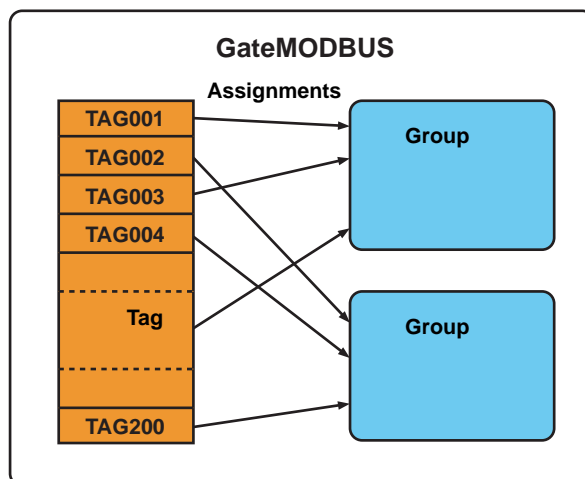 GateMODBUS
Assignments
TAG001
TAG002
TAG003
TAG004
Tag
TAG200
Group
Group